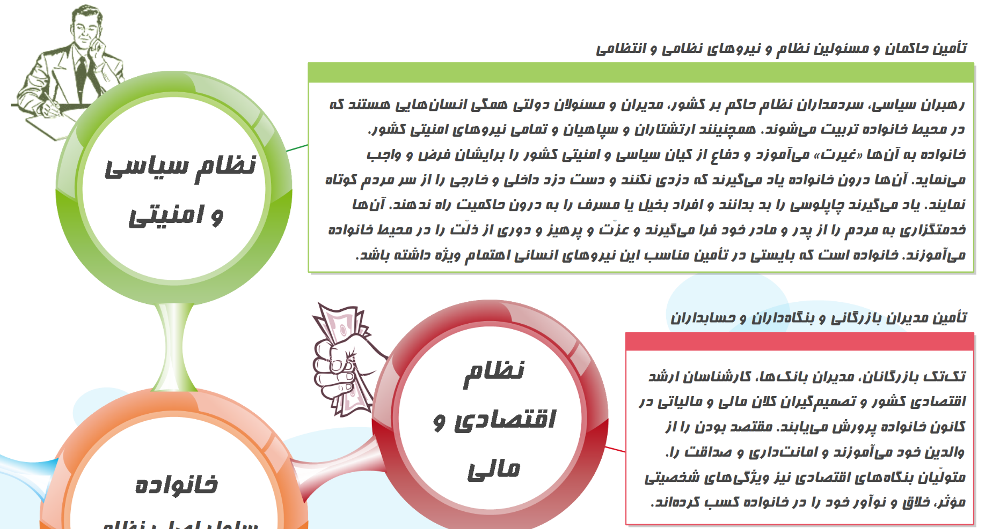 تأمین حاکمان و مسئولین نظام و نیروهای نظامی و انتظامی
رهبران سیاسی، سردمداران نظام حاکم بر کشور، مدیران و مسئولان دولتی همگی انسان‌هایی هستند که
در محیط خانواده تربیت می‌شوند. همچنینند ارتشتاران و سپاهیان و تمامی نیروهای امنیتی کشور.
خانواده به آن‌ها «غیرت» می‌آموزد و دفاع از کیان سیاسی و امنیتی کشور را برایشان فرض و واجب
می‌نماید. آن‌ها درون خانواده یاد می‌گیرند که دزدی نکنند و دست دزد داخلی و خارجی را از سر مردم کوتاه
نمایند. یاد می‌گیرند چاپلوسی را بد بدانند و افراد بخیل یا مسرف را به درون حاکمیت راه ندهند. آن‌ها
خدمتگزاری به مردم را از پدر و مادر خود فرا می‌گیرند و عزّت و پرهیز و دوری از ذلّت را در محیط خانواده
می‌آموزند. خانواده است که بایستی در تأمین مناسب این نیروهای انسانی اهتمام ویژه داشته باشد.
نظام سیاسی
و امنیتی
تأمین مدیران بازرگانی و بنگاه‌داران و حسابداران
تک‌تک بازرگانان، مدیران بانک‌ها، کارشناسان ارشد
اقتصادی کشور و تصمیم‌گیران کلان مالی و مالیاتی در
کانون خانواده پرورش می‌یابند. مقتصد بودن را از
والدین خود می‌آموزند و امانت‌داری و صداقت را.
متولّیان بنگاه‌های اقتصادی نیز ویژگی‌های شخصیتی
مؤثر، خلاق و نوآور خود را در خانواده کسب کرده‌اند.
نظام
اقتصادی و
مالی
خانواده